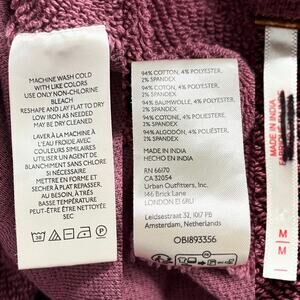 MACHINE WASH COLD
WITH LIKE COLORS
USE ONLY NON-CHLORINE
BLEACH
RESHAPE AND LAY FLAT TO DRY
LOW IRON AS NEEDED
MAY BE DRY CLEANED
LAVER À LA MACHINE À
L'EAU FROIDE AVEC
COULEURS SIMILAIRES
UTILISER UN AGENT DE
BLANCHIMENT SANS CHLORE
SI NÉCESSAIRE
METTRE EN FORME ET
SECHER À PLAT REPASSER,
AU BESOIN, À BASSE
TEMPÉRATURE
PEUT-ÊTRE ÊTRE NETTOYÉE
SEC
30
94% COTTON, 4% POLYESTER,
2% SPANDEX
94% COTON, 4% POLYESTER,
2% SPANDEX
94% BAUMWOLLE, 4% POLYESTER,
2% SPANDEX
94% COTONE, 4% POLIESTERE,
2% SPANDEX
94% ALGODÓN, 4% POLIÉSTER,
2% SPANDEX
MADE IN INDIA
HECHO EN INDIA
RN 66170
CA 32054
Urban Outfitters, Inc.
146 Brick Lane
LONDON E1 6RU
Leidsestraat 32, 1017 PB
Amsterdam, Netherlands
OBI893356
MADE IN INDIA
M
M